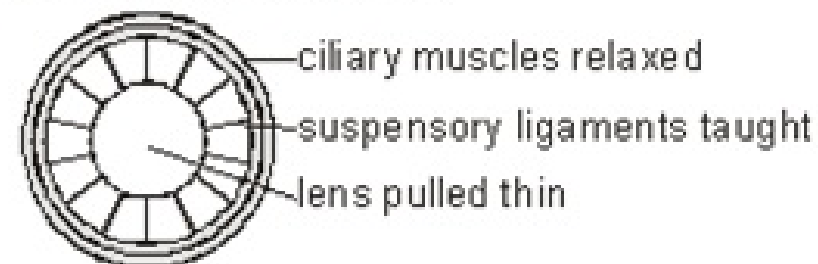 ciliary muscles relaxed
suspensory ligaments taught
lens pulled thin